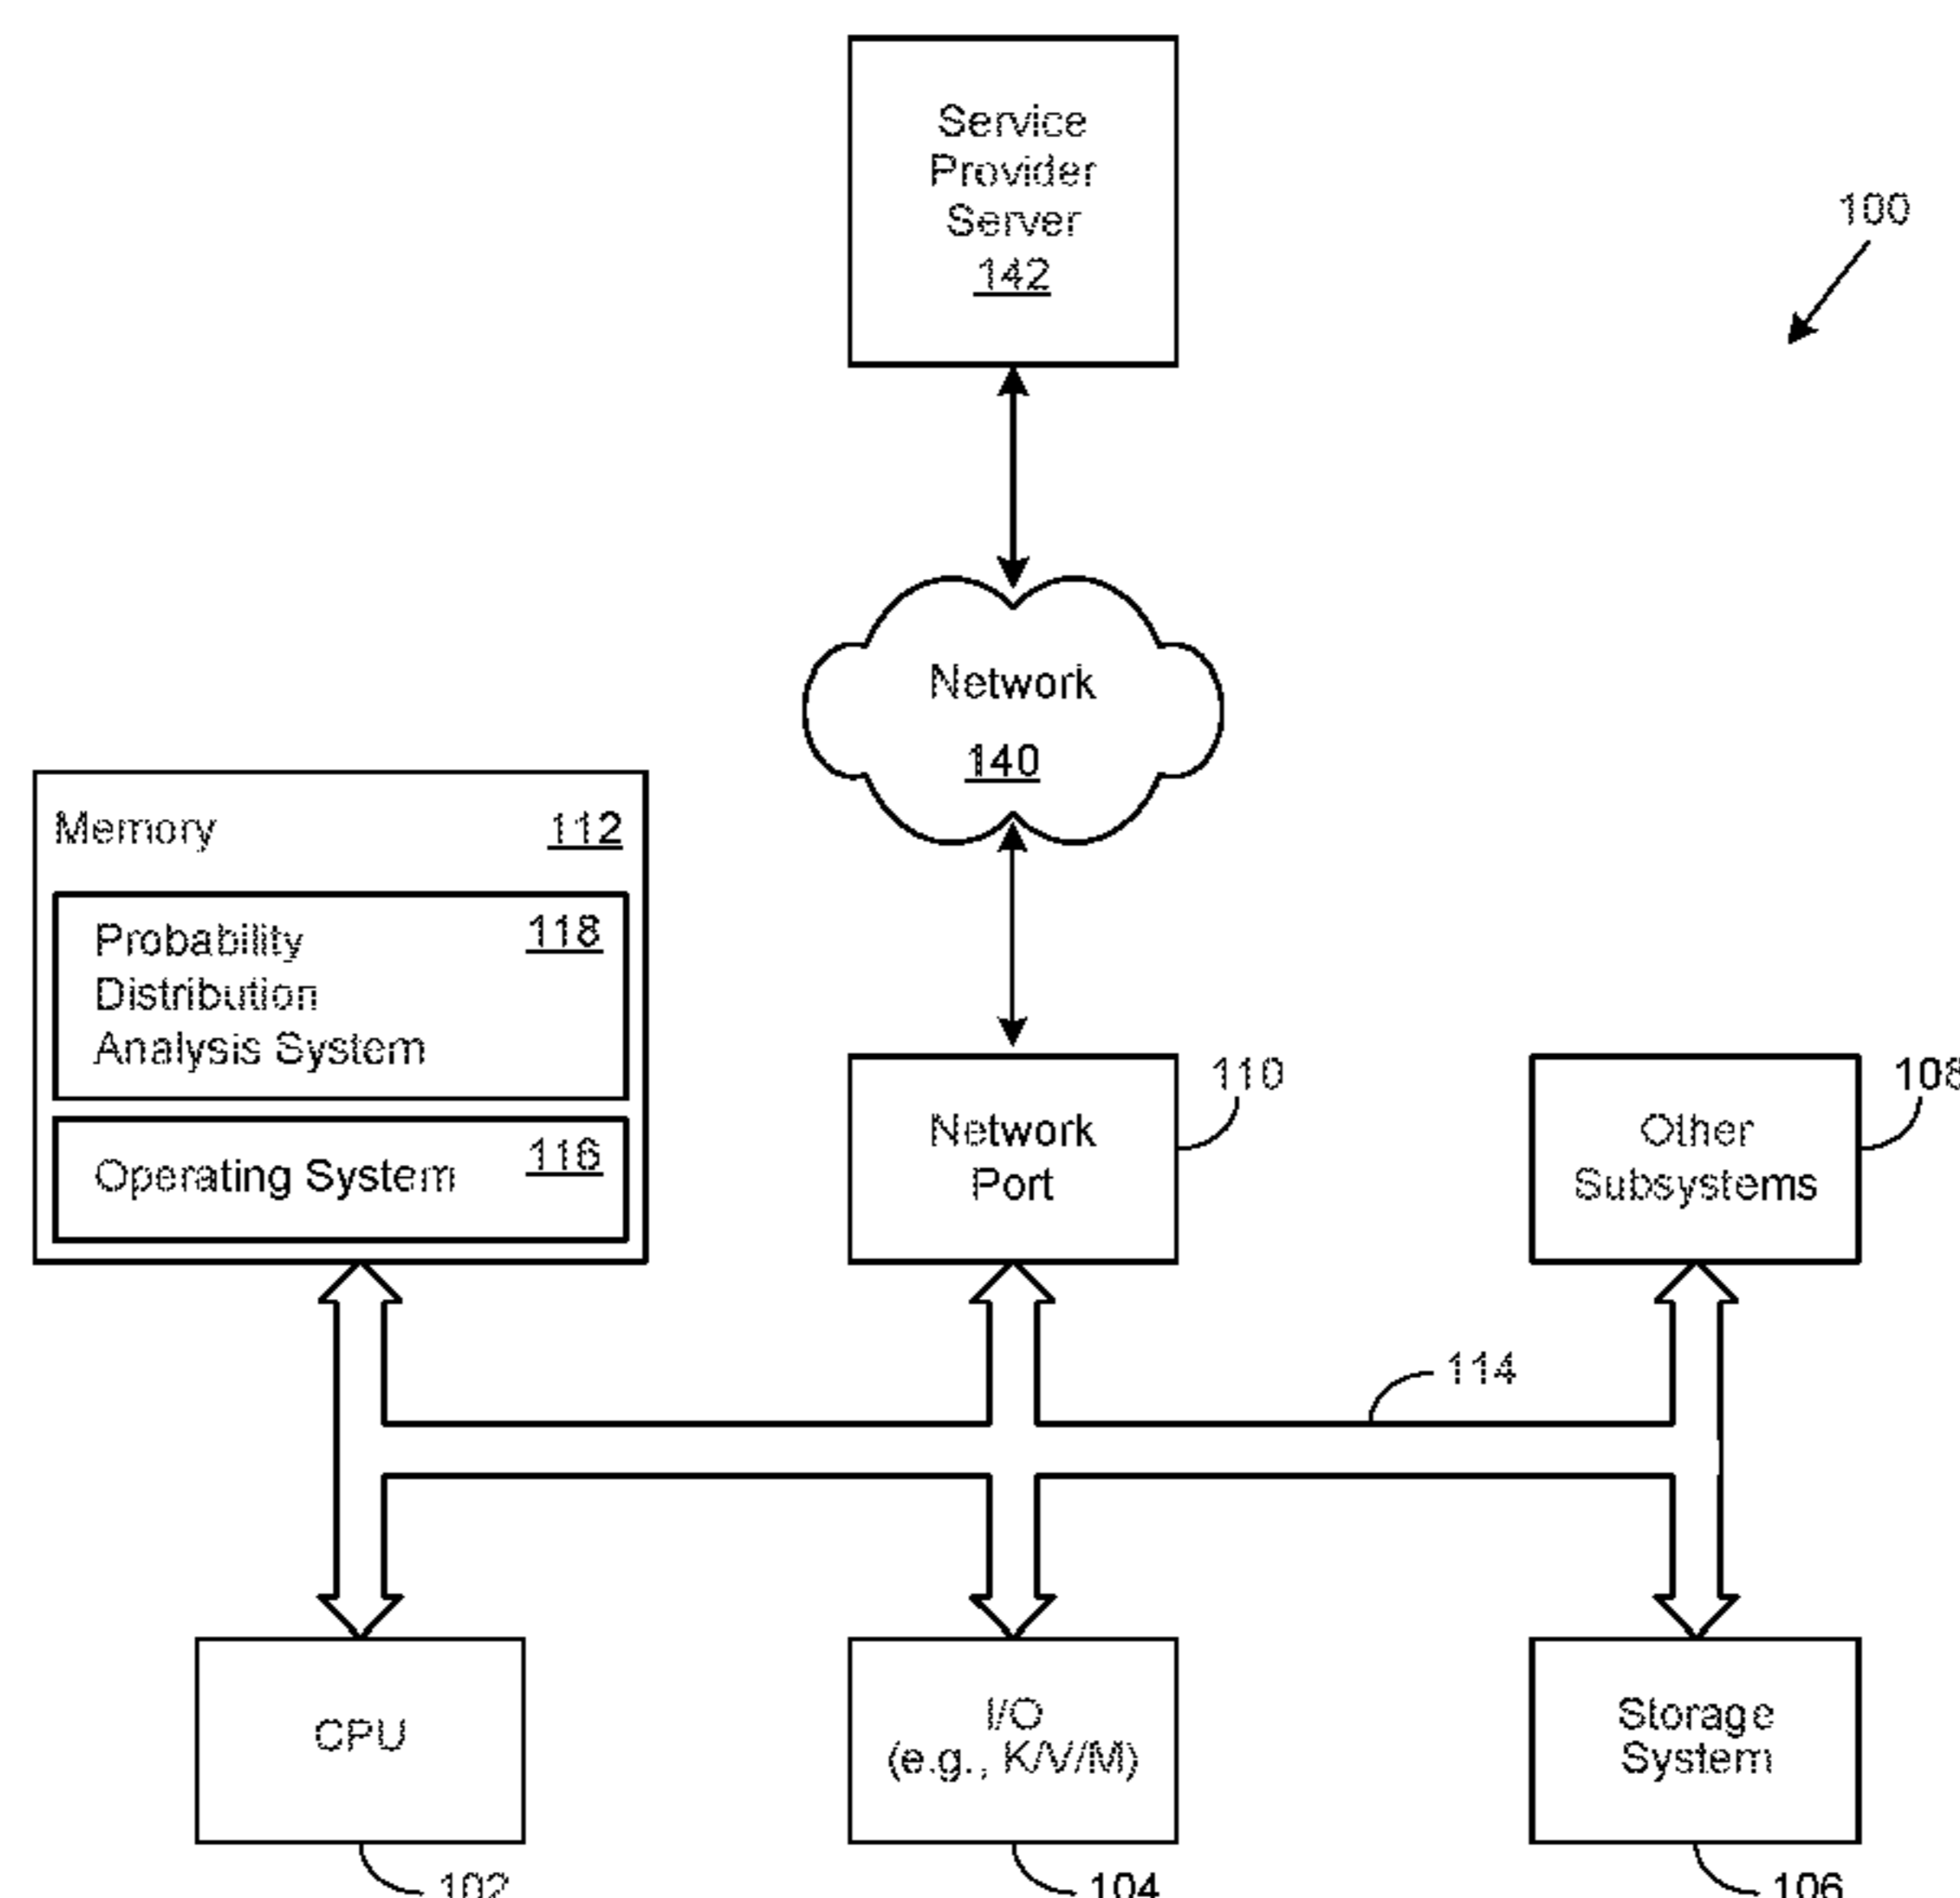 Service
Provider
Server
142
100
Network
140
Memory 112
Probability 118
Distribution
Analysis System
Operating System 116
Network
Port
110
Other
Subsystems
108
114
CPU
102
I/O
(e.g., K/V/M)
104
Storage
System
106